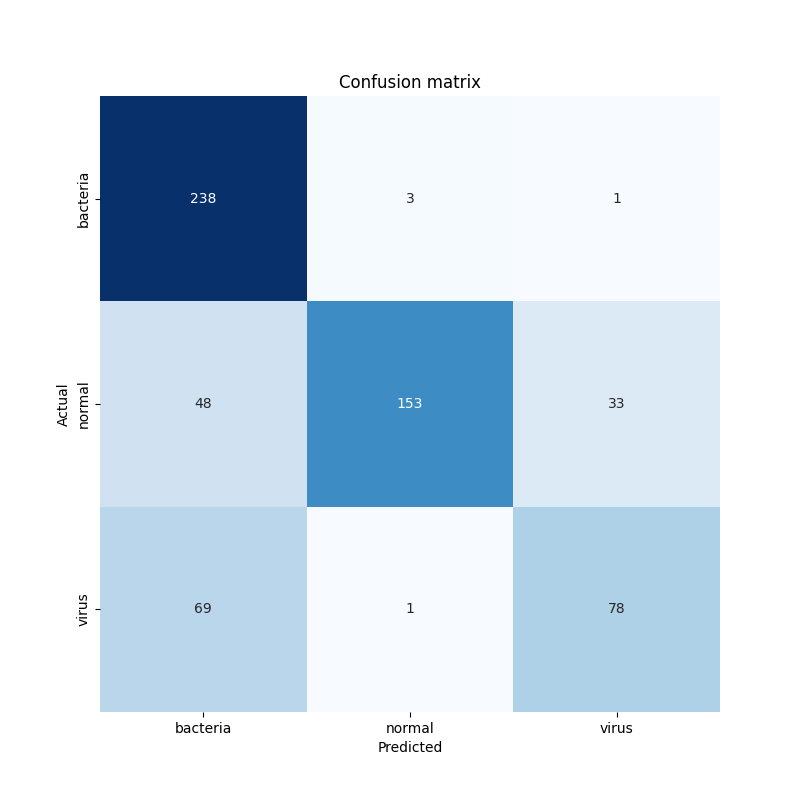 Confusion matrix
bacteria
238
3
1
Actual
normal
48
153
33
virus
69
1
78
bacteria
normal
virus
Predicted